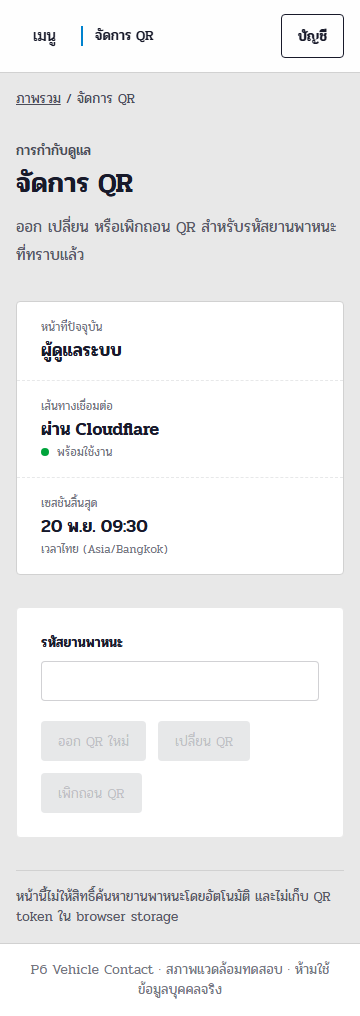 เมนู
จัดการ QR
บัญชี
ภาพรวม / จัดการ QR
การกำกับดูแล
จัดการ QR
ออก เปลี่ยน หรือเพิกถอน QR สำหรับรหัสยานพาหนะ
ที่ทราบแล้ว
หน้าที่ปัจจุบัน
ผู้ดูแลระบบ
เส้นทางเชื่อมต่อ
ผ่าน Cloudflare
พร้อมใช้งาน
เซสชันสิ้นสุด
20 พ.ย. 09:30
เวลาไทย (Asia/Bangkok)
รหัสยานพาหนะ
ออก QR ใหม่
เปลี่ยน QR
เพิกถอน QR
หน้านี้ไม่ให้สิทธิ์ค้นหายานพาหนะโดยอัตโนมัติ และไม่เก็บ QR
token ใน browser storage
P6 Vehicle Contact · สภาพแวดล้อมทดสอบ · ห้ามใช้
ข้อมูลบุคคลจริง